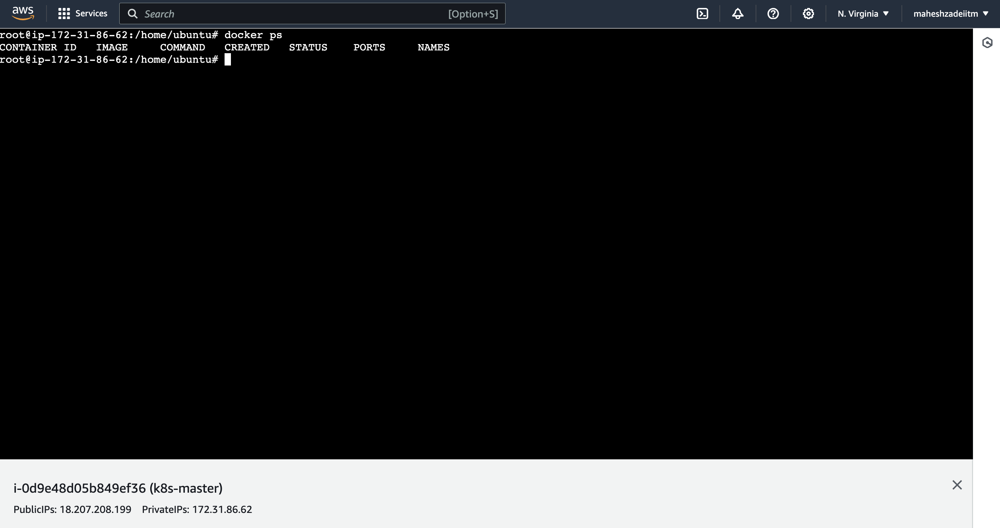 aws Services Search [Option+S] N. Virginia maheshzadeiitm
root@ip-172-31-86-62:/home/ubuntu# docker ps
CONTAINER ID IMAGE COMMAND CREATED STATUS PORTS NAMES
root@ip-172-31-86-62:/home/ubuntu#
i-0d9e48d05b849ef36 (k8s-master)
PublicIPs: 18.207.208.199 PrivateIPs: 172.31.86.62